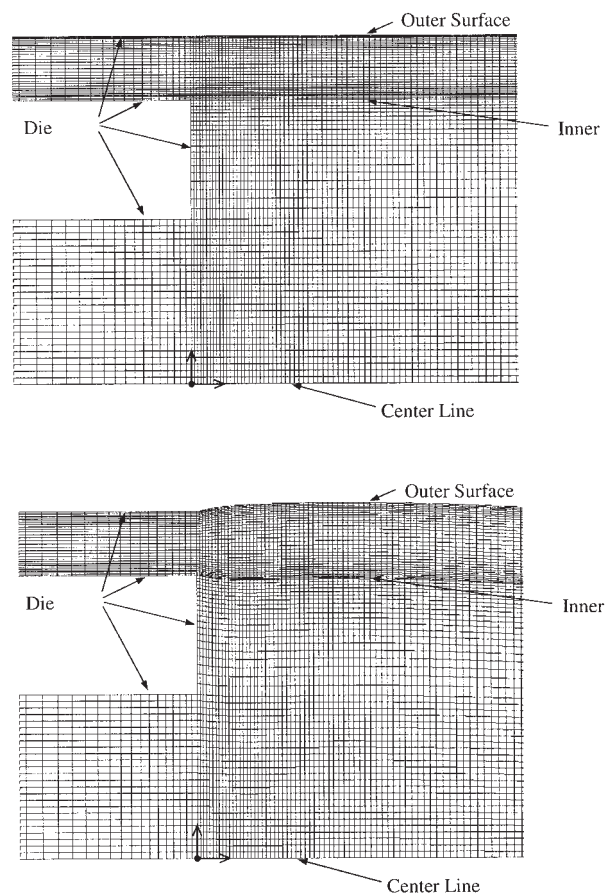 Outer Surface
Die
Inner
Center Line
Outer Surface
Die
Inner
Center Line